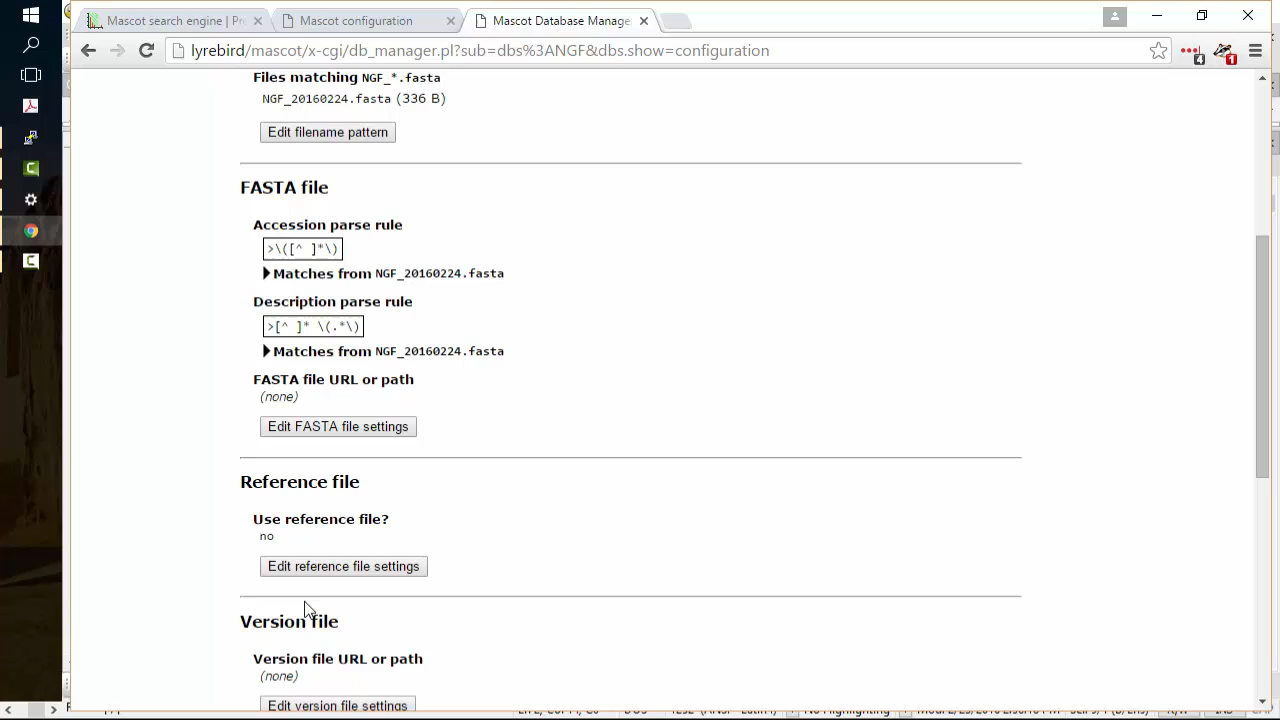 Mascot search engine | Pr
Mascot configuration
Mascot Database Manage
lyrebird/mascot/x-cgi/db_manager.pl?sub=dbs%3ANGF&dbs.show=configuration
4
1
Files matching NGF_*.fasta
NGF_20160224.fasta (336 B)
Edit filename pattern
FASTA file
Accession parse rule
>\([^ ]*\)
Matches from NGF_20160224.fasta
Description parse rule
>[^ ]* \(.*\)
Matches from NGF_20160224.fasta
FASTA file URL or path
(none)
Edit FASTA file settings
Reference file
Use reference file?
no
Edit reference file settings
Version file
Version file URL or path
(none)
Edit version file settings